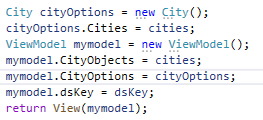 City cityOptions = new City();
cityOptions.Cities = cities;
ViewModel mymodel = new ViewModel();
mymodel.CityObjects = cities;
mymodel.CityOptions = cityOptions;
mymodel.dsKey = dsKey;
return View(mymodel);